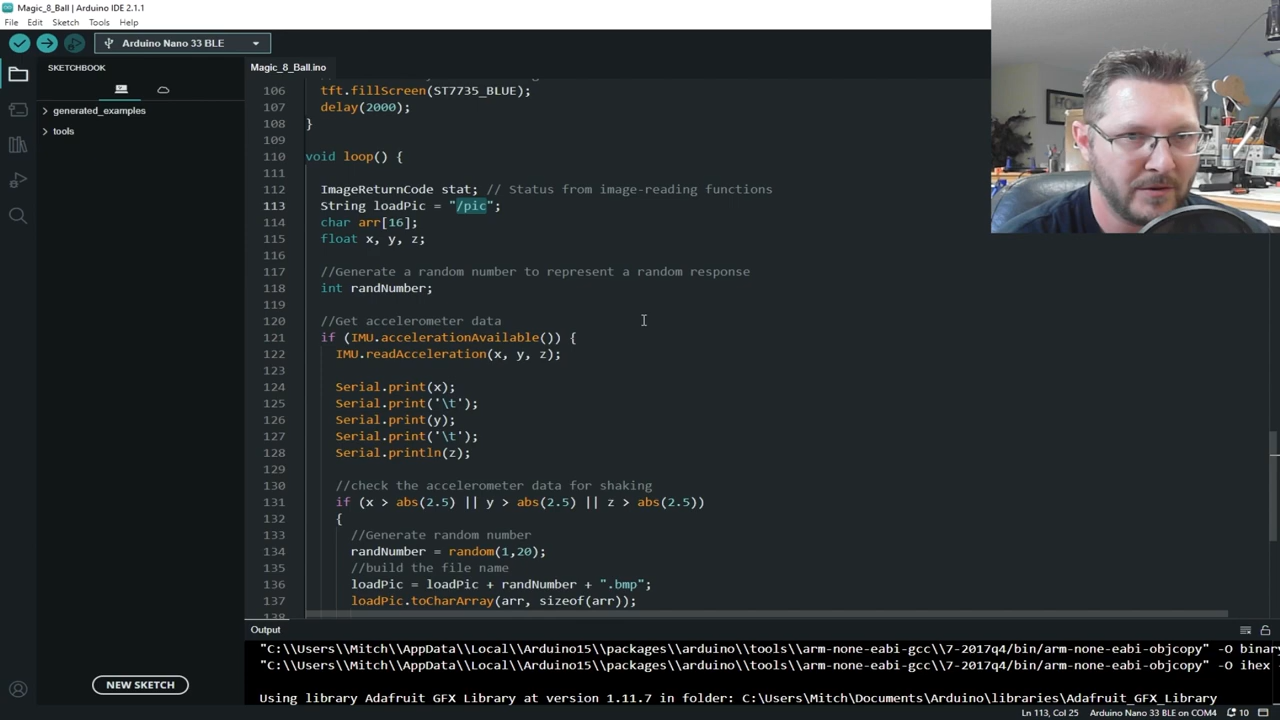 Magic_8_Ball | Arduino IDE 2.1.1
File Edit Sketch Tools Help
Arduino Nano 33 BLE
SKETCHBOOK
generated_examples
tools
NEW SKETCH
Magic_8_Ball.ino
106 tft.fillScreen(ST7735_BLUE);
107 delay(2000);
108 }
109
110 void loop() {
111
112 ImageReturnCode stat; // Status from image-reading functions
113 String loadPic = "/pic";
114 char arr[16];
115 float x, y, z;
116
117 //Generate a random number to represent a random response
118 int randNumber;
119
120 //Get accelerometer data
121 if (IMU.accelerationAvailable()) {
122 IMU.readAcceleration(x, y, z);
123
124 Serial.print(x);
125 Serial.print('\t');
126 Serial.print(y);
127 Serial.print('\t');
128 Serial.println(z);
129
130 //check the accelerometer data for shaking
131 if (x > abs(2.5) || y > abs(2.5) || z > abs(2.5))
132 {
133 //Generate random number
134 randNumber = random(1,20);
135 //build the file name
136 loadPic = loadPic + randNumber + ".bmp";
137 loadPic.toCharArray(arr, sizeof(arr));
138
Output
"C:\\Users\\Mitch\\AppData\\Local\\Arduino15\\packages\\arduino\\tools\\arm-none-eabi-gcc\\7-2017q4/bin/arm-none-eabi-objcopy" -O binary
"C:\\Users\\Mitch\\AppData\\Local\\Arduino15\\packages\\arduino\\tools\\arm-none-eabi-gcc\\7-2017q4/bin/arm-none-eabi-objcopy" -O ihex
Using library Adafruit GFX Library at version 1.11.7 in folder: C:\Users\Mitch\Documents\Arduino\libraries\Adafruit_GFX_Library
Ln 113, Col 25 Arduino Nano 33 BLE on COM4 10